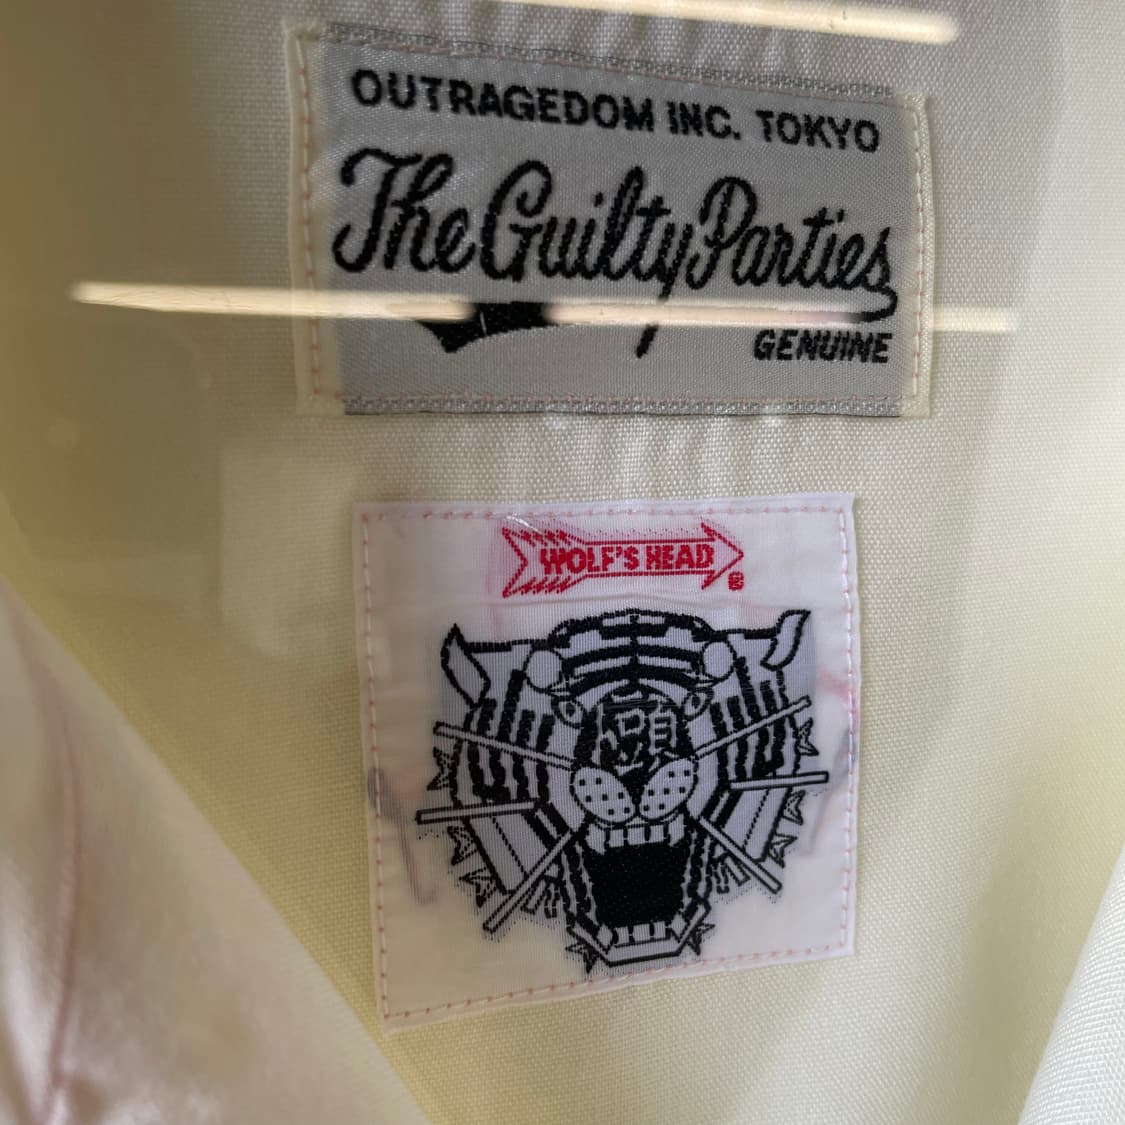 OUTRAGEDOM INC. TOKYO
The Guilty Parties
GENUINE
WOLF'S HEAD